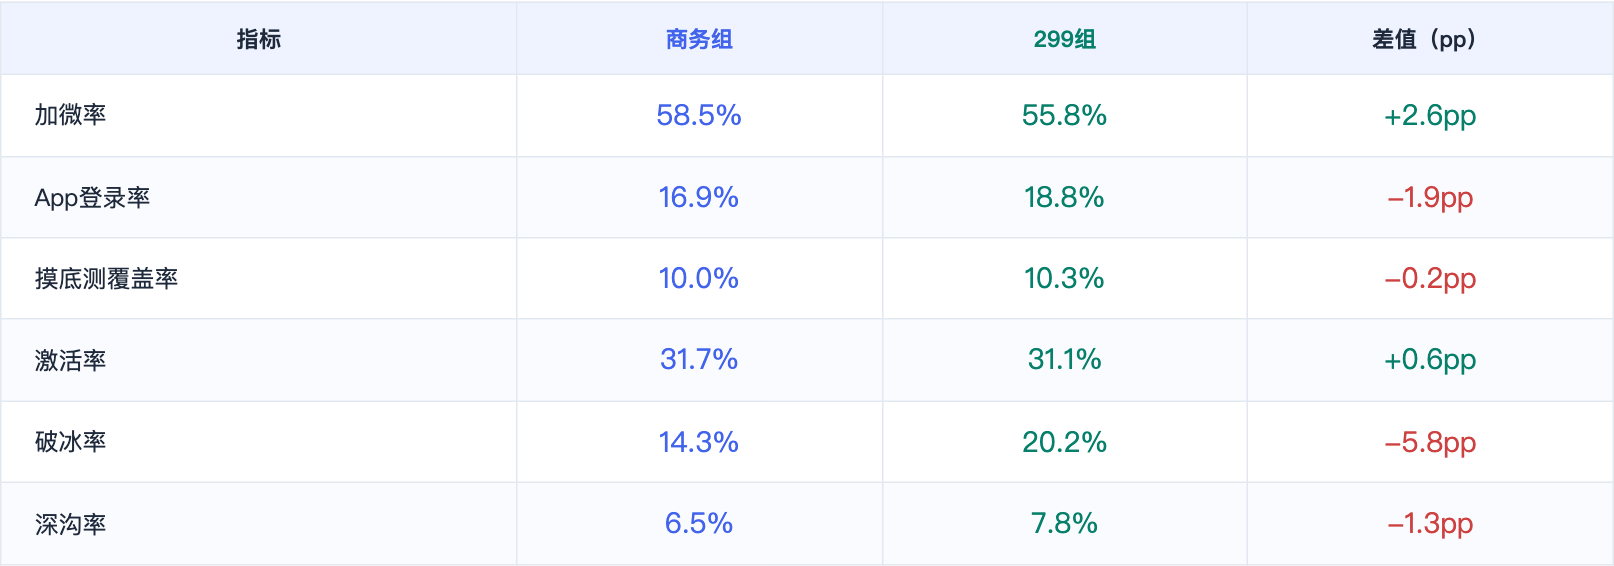 指标 商务组 299组 差值（pp）
加微率 58.5% 55.8% +2.6pp
App登录率 16.9% 18.8% −1.9pp
摸底测覆盖率 10.0% 10.3% −0.2pp
激活率 31.7% 31.1% +0.6pp
破冰率 14.3% 20.2% −5.8pp
深沟率 6.5% 7.8% −1.3pp